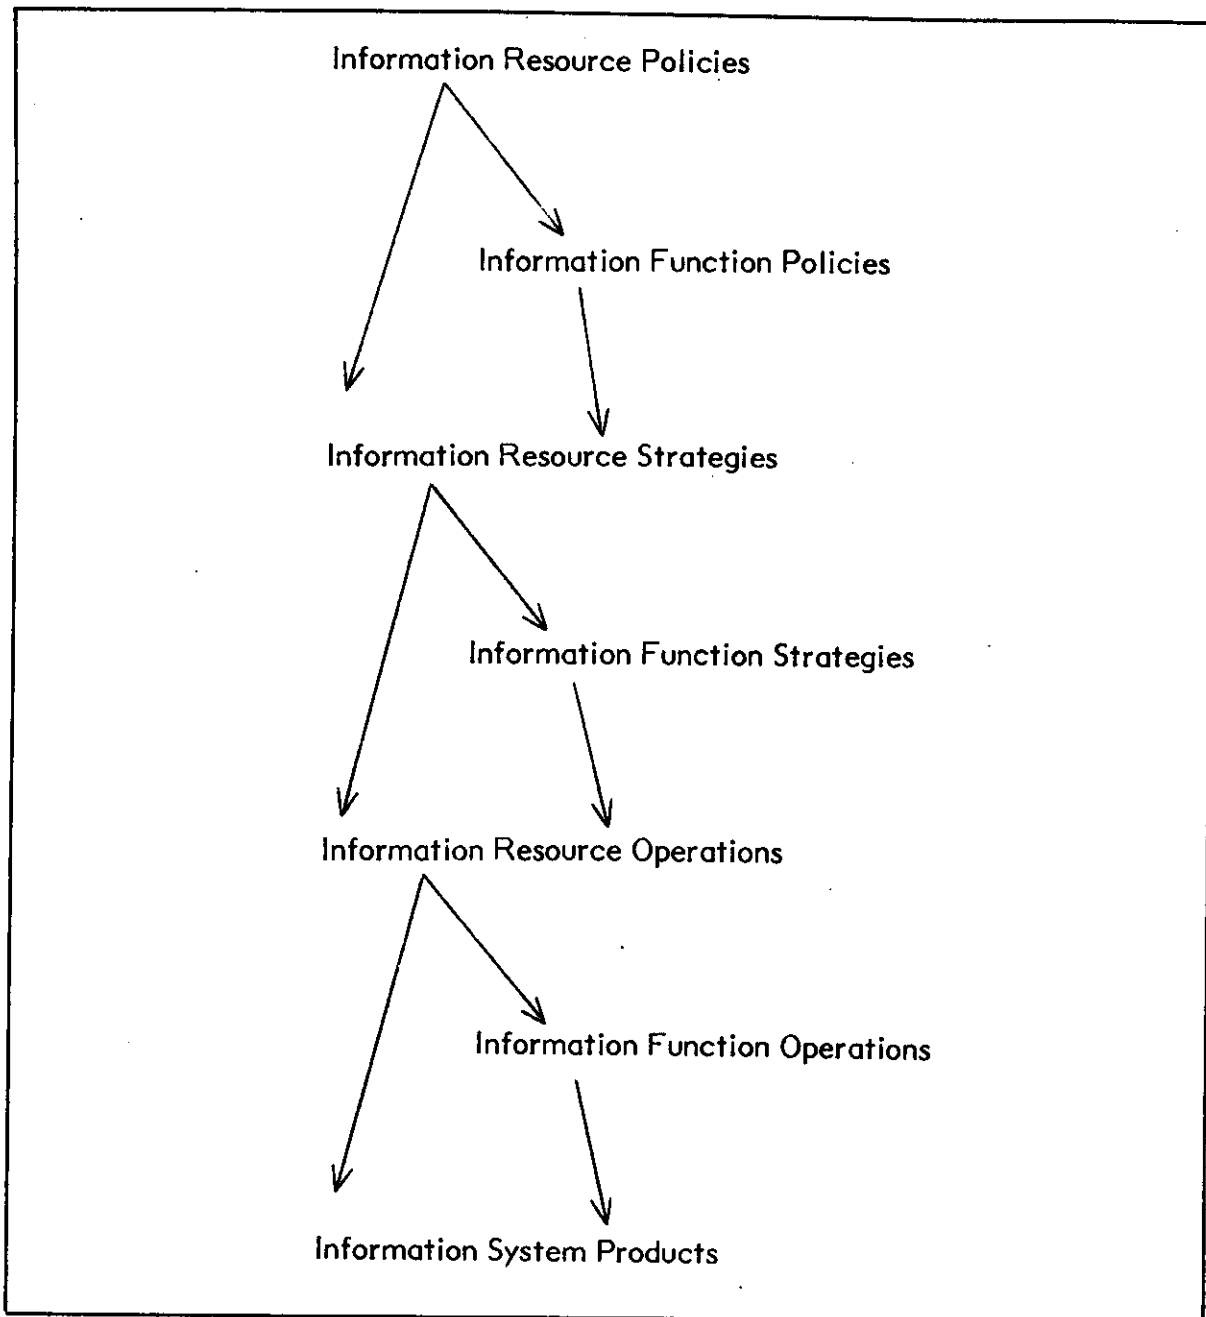 Information Resource Policies
Information Function Policies
Information Resource Strategies
Information Function Strategies
Information Resource Operations
Information Function Operations
Information System Products